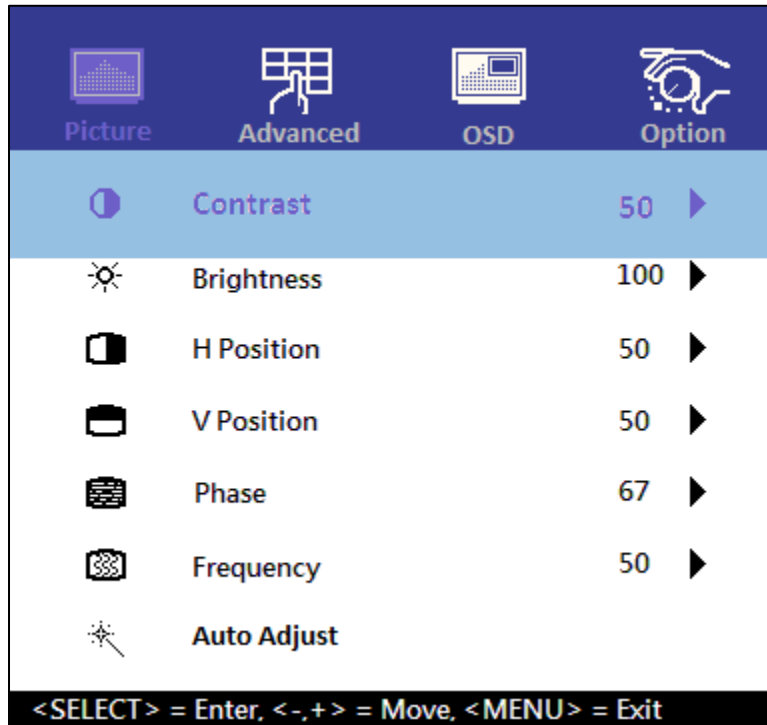 Picture Advanced OSD Option
Contrast 50
Brightness 100
H Position 50
V Position 50
Phase 67
Frequency 50
Auto Adjust
<SELECT> = Enter, <-,+> = Move, <MENU> = Exit